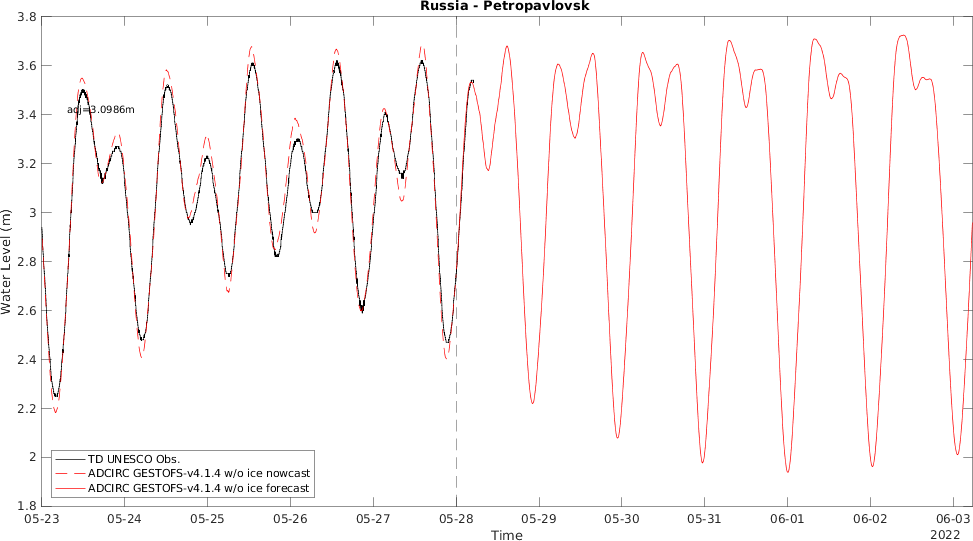 Russia - Petropavlovsk
3.8
3.6
3.4
3.2
3
2.8
2.6
2.4
2.2
2
1.8
Water Level (m)
adj=3.0986m
TD UNESCO Obs.
ADCIRC GESTOFS-v4.1.4 w/o ice nowcast
ADCIRC GESTOFS-v4.1.4 w/o ice forecast
05-23 05-24 05-25 05-26 05-27 05-28 05-29 05-30 05-31 06-01 06-02 06-03
2022
Time